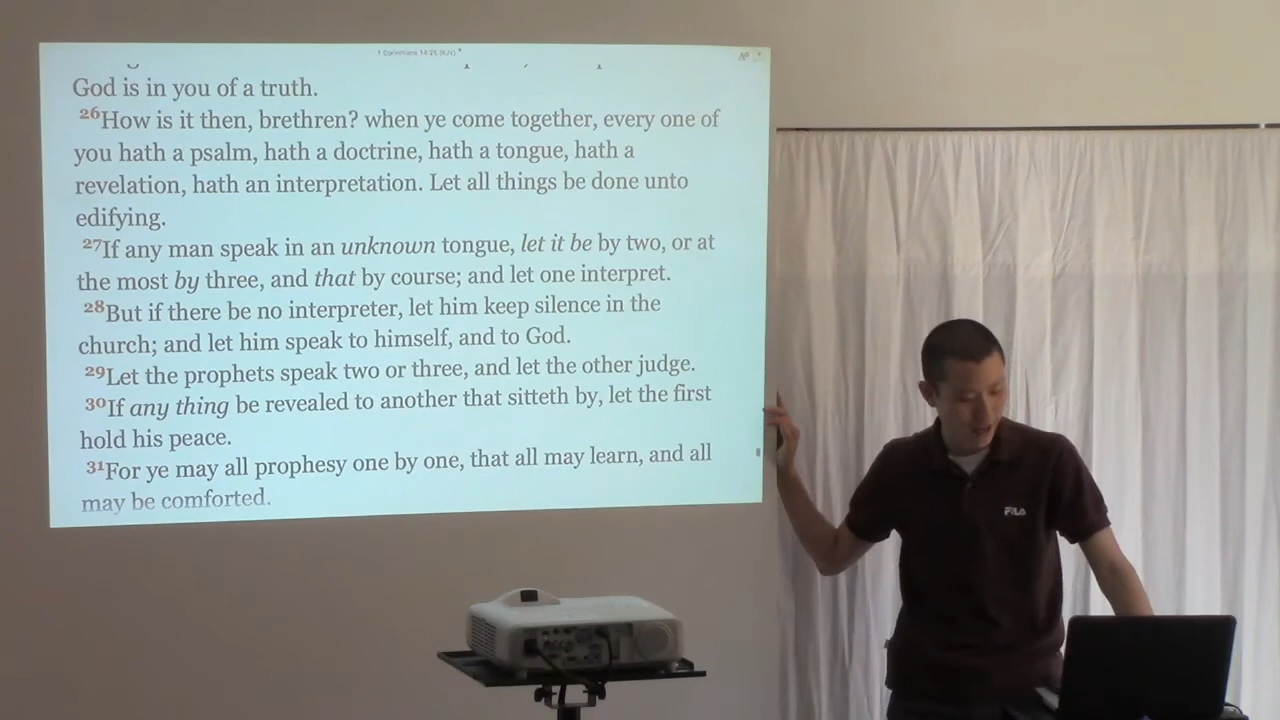 1 Corinthians 14:25 (KJV)
God is in you of a truth.
26How is it then, brethren? when ye come together, every one of
you hath a psalm, hath a doctrine, hath a tongue, hath a
revelation, hath an interpretation. Let all things be done unto
edifying.
27If any man speak in an unknown tongue, let it be by two, or at
the most by three, and that by course; and let one interpret.
28But if there be no interpreter, let him keep silence in the
church; and let him speak to himself, and to God.
29Let the prophets speak two or three, and let the other judge.
30If any thing be revealed to another that sitteth by, let the first
hold his peace.
31For ye may all prophesy one by one, that all may learn, and all
may be comforted.
FILA